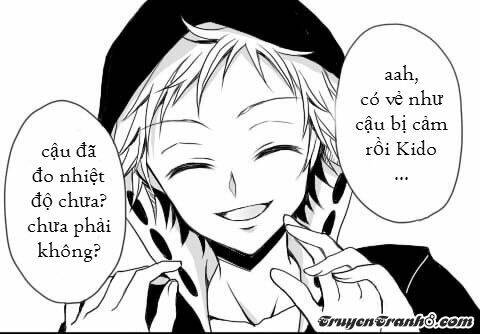 aah,
có vẻ như
cậu bị cảm
rồi Kido
...
cậu đã
đo nhiệt
độ chưa?
chưa phải
không?
TruyenTranh8.com